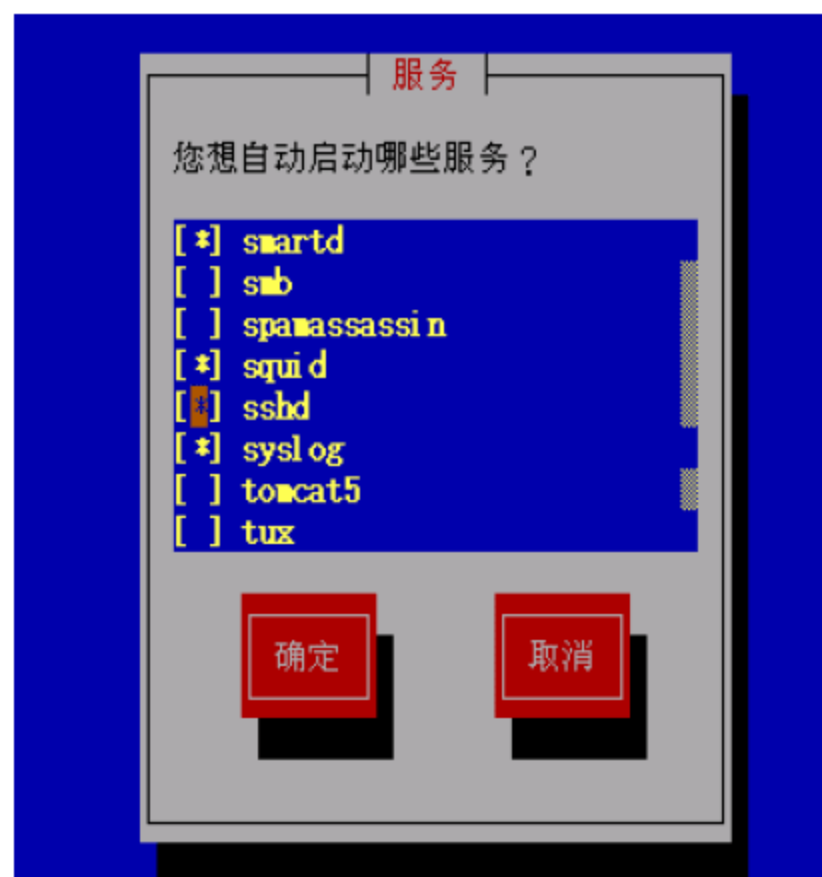 服务
您想自动启动哪些服务？
[*] smartd
[ ] smb
[ ] spamassassin
[*] squid
[*] sshd
[*] syslog
[ ] tomcat5
[ ] tux
确定 取消